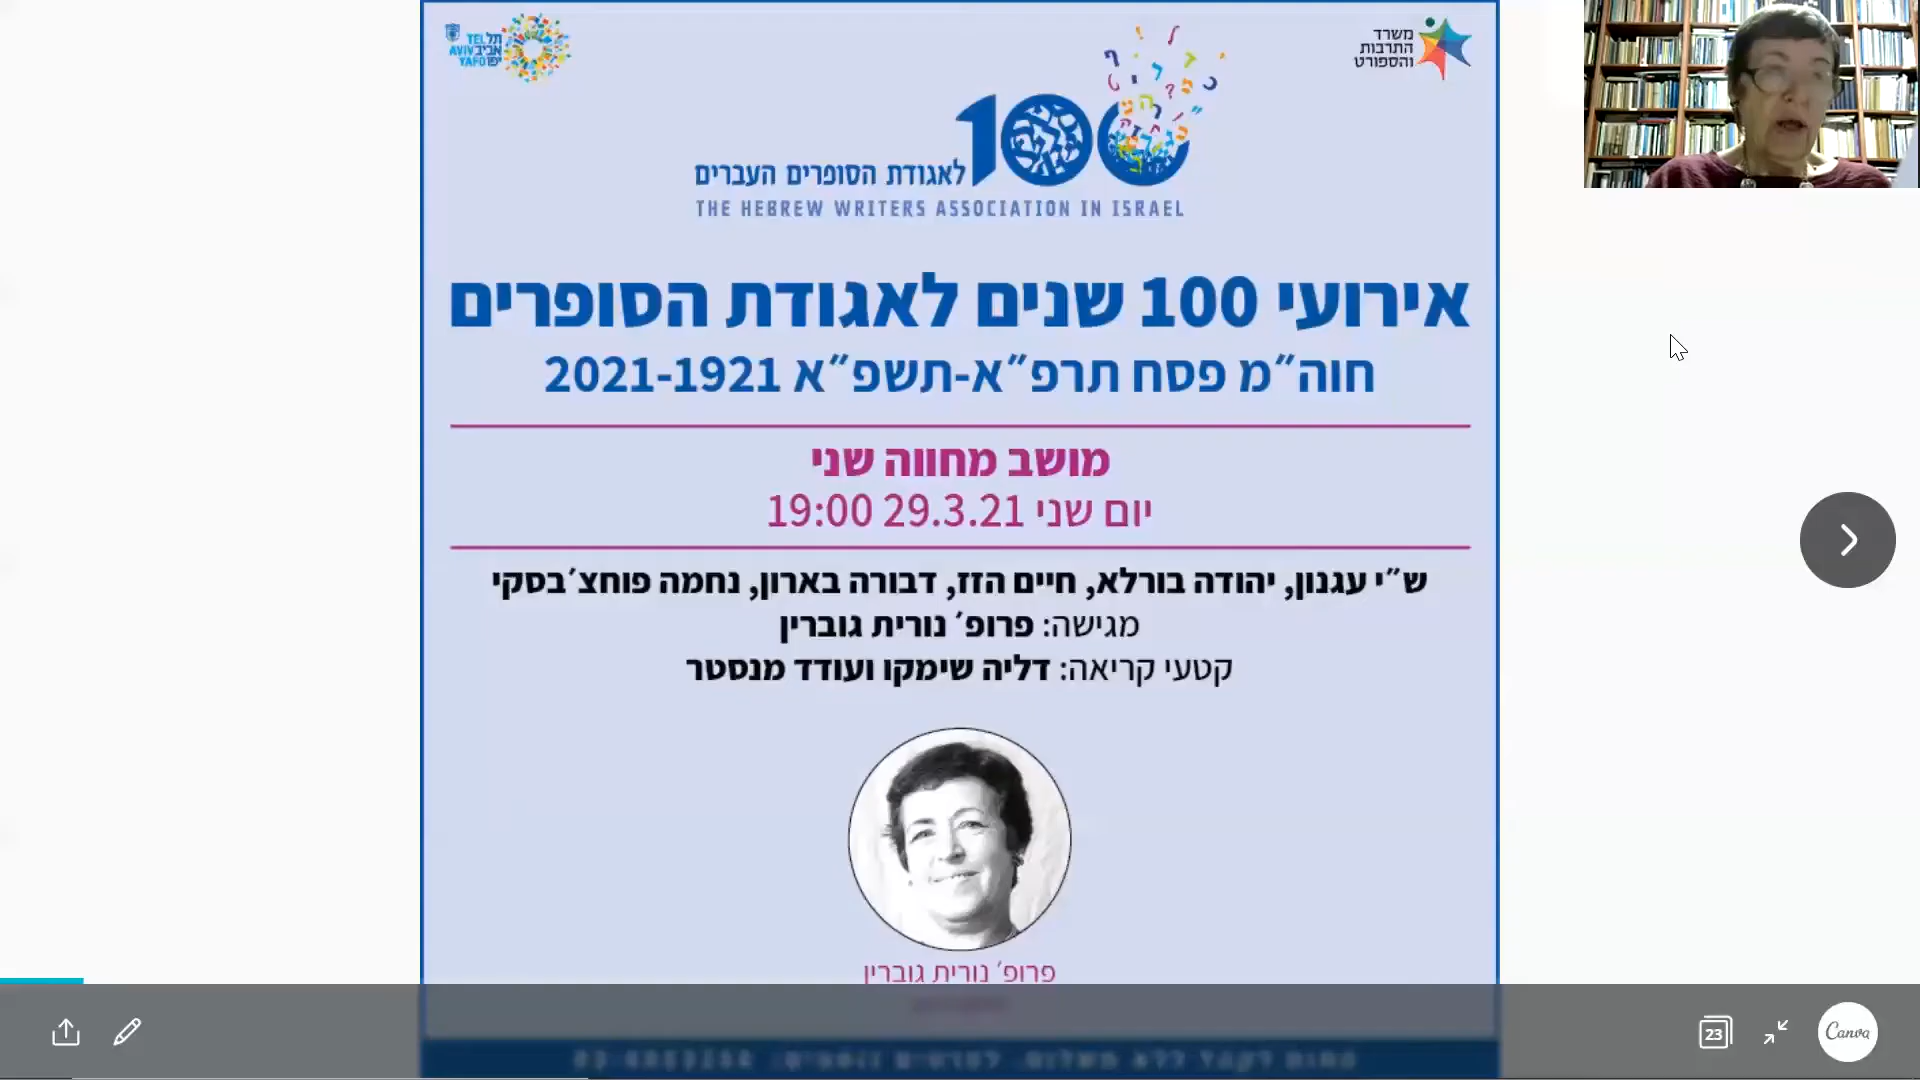 תל אביב יפו
TEL AVIV YAFO
משרד
התרבות
והספורט
100 לאגודת הסופרים העברים
THE HEBREW WRITERS ASSOCIATION IN ISRAEL
אירועי 100 שנים לאגודת הסופרים
חוה״מ פסח תרפ״א-תשפ״א 2021-1921
מושב מחווה שני
יום שני 29.3.21 19:00
ש״י עגנון, יהודה בורלא, חיים הזז, דבורה בארון, נחמה פוחצ׳בסקי
מגישה: פרופ׳ נורית גוברין
קטעי קריאה: דליה שימקו ועודד מנסטר
פרופ׳ נורית גוברין
23
Canva